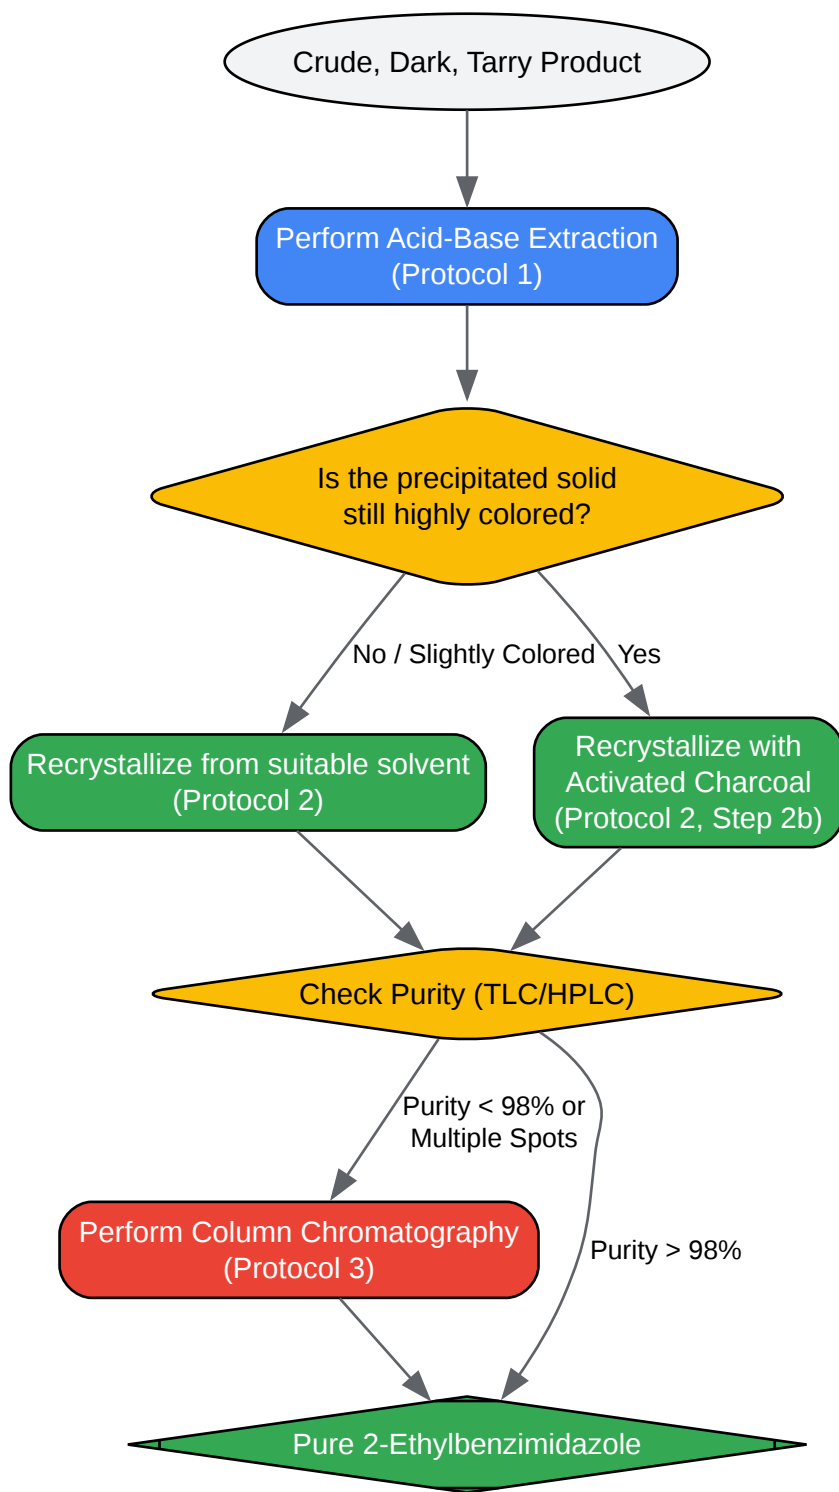 Crude, Dark, Tarry Product
Perform Acid-Base Extraction
(Protocol 1)
Is the precipitated solid
still highly colored?
No / Slightly Colored
Yes
Recrystallize from suitable solvent
(Protocol 2)
Recrystallize with
Activated Charcoal
(Protocol 2, Step 2b)
Check Purity (TLC/HPLC)
Purity < 98% or
Multiple Spots
Perform Column Chromatography
(Protocol 3)
Purity > 98%
Pure 2-Ethylbenzimidazole